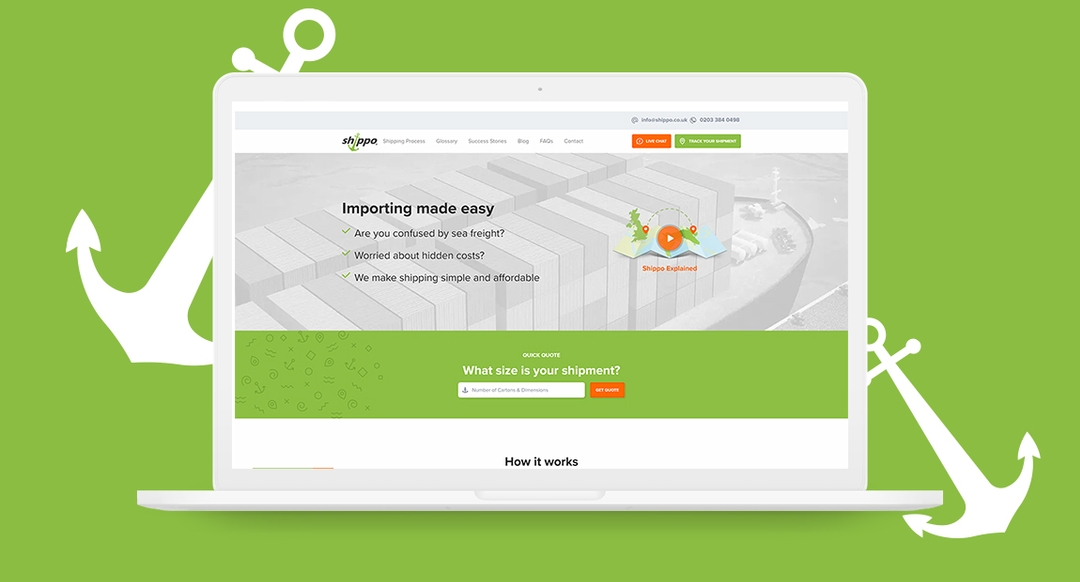 info@shippo.co.uk 0203 384 0498
shippo. Shipping Process Glossary Success Stories Blog FAQs Contact LIVE CHAT TRACK YOUR SHIPMENT
Importing made easy
Are you confused by sea freight?
Worried about hidden costs?
We make shipping simple and affordable
Shippo Explained
QUICK QUOTE
What size is your shipment?
Number of Cartons & Dimensions GET QUOTE
How it works